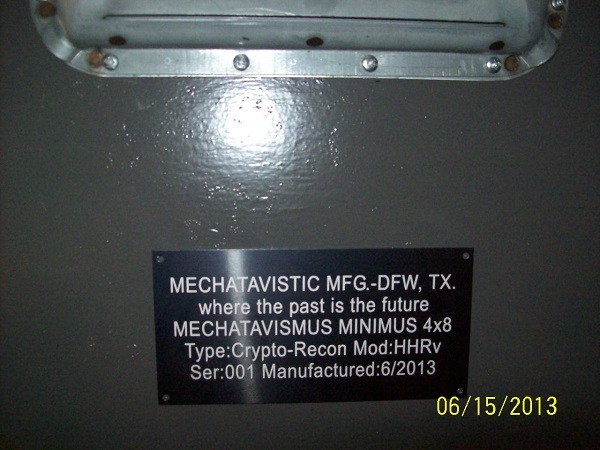 MECHATAVISTIC MFG.-DFW, TX.
where the past is the future
MECHATAVISMUS MINIMUS 4x8
Type:Crypto-Recon Mod:HHRv
Ser:001 Manufactured:6/2013
06/15/2013